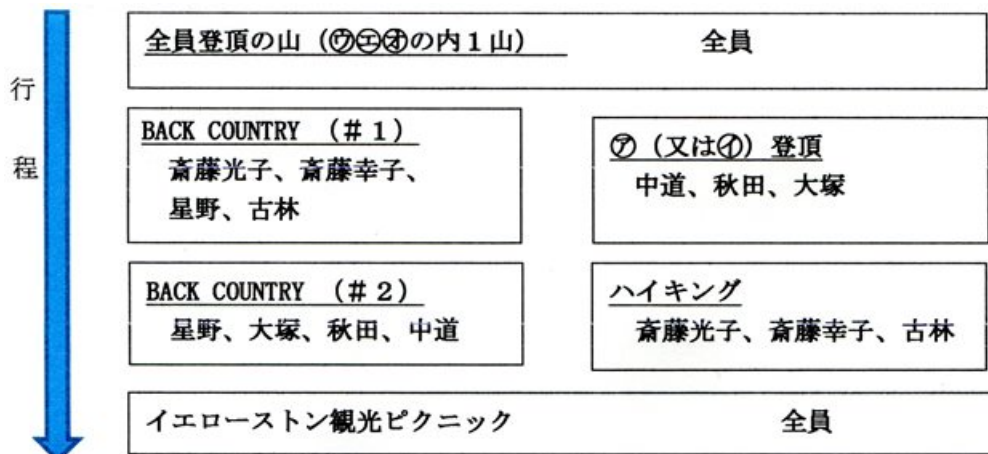 行程
全員登頂の山（㋒㋓㋔の内１山） 全員
BACK COUNTRY （＃１）
斎藤光子、斎藤幸子、
星野、古林
㋐（又は㋑）登頂
中道、秋田、大塚
BACK COUNTRY （＃２）
星野、大塚、秋田、中道
ハイキング
斎藤光子、斎藤幸子、古林
イエローストン観光ピクニック 全員